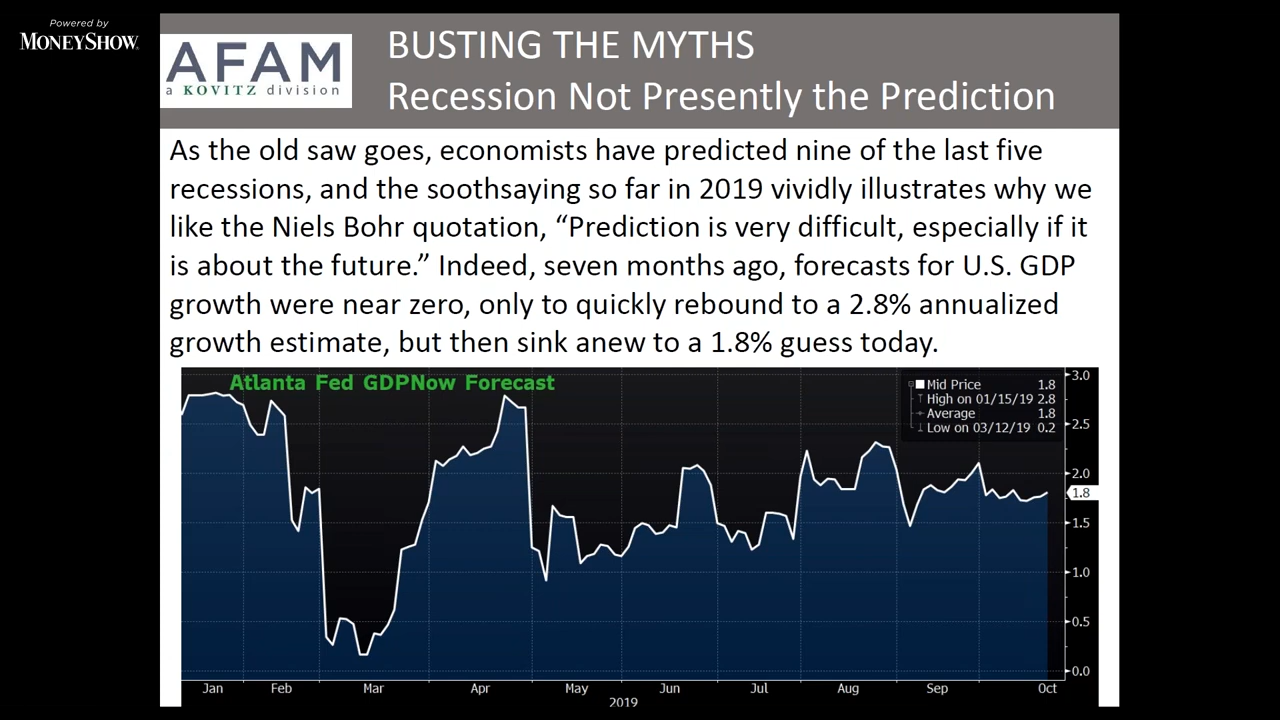 Powered by
MONEYSHOW.
AFAM
a KOVITZ division
BUSTING THE MYTHS
Recession Not Presently the Prediction
As the old saw goes, economists have predicted nine of the last five
recessions, and the soothsaying so far in 2019 vividly illustrates why we
like the Niels Bohr quotation, “Prediction is very difficult, especially if it
is about the future.” Indeed, seven months ago, forecasts for U.S. GDP
growth were near zero, only to quickly rebound to a 2.8% annualized
growth estimate, but then sink anew to a 1.8% guess today.
Atlanta Fed GDPNow Forecast
Mid Price 1.8
High on 01/15/19 2.8
Average 1.8
Low on 03/12/19 0.2
3.0
2.5
2.0
1.8
1.5
1.0
0.5
0.0
Jan Feb Mar Apr May Jun Jul Aug Sep Oct
2019